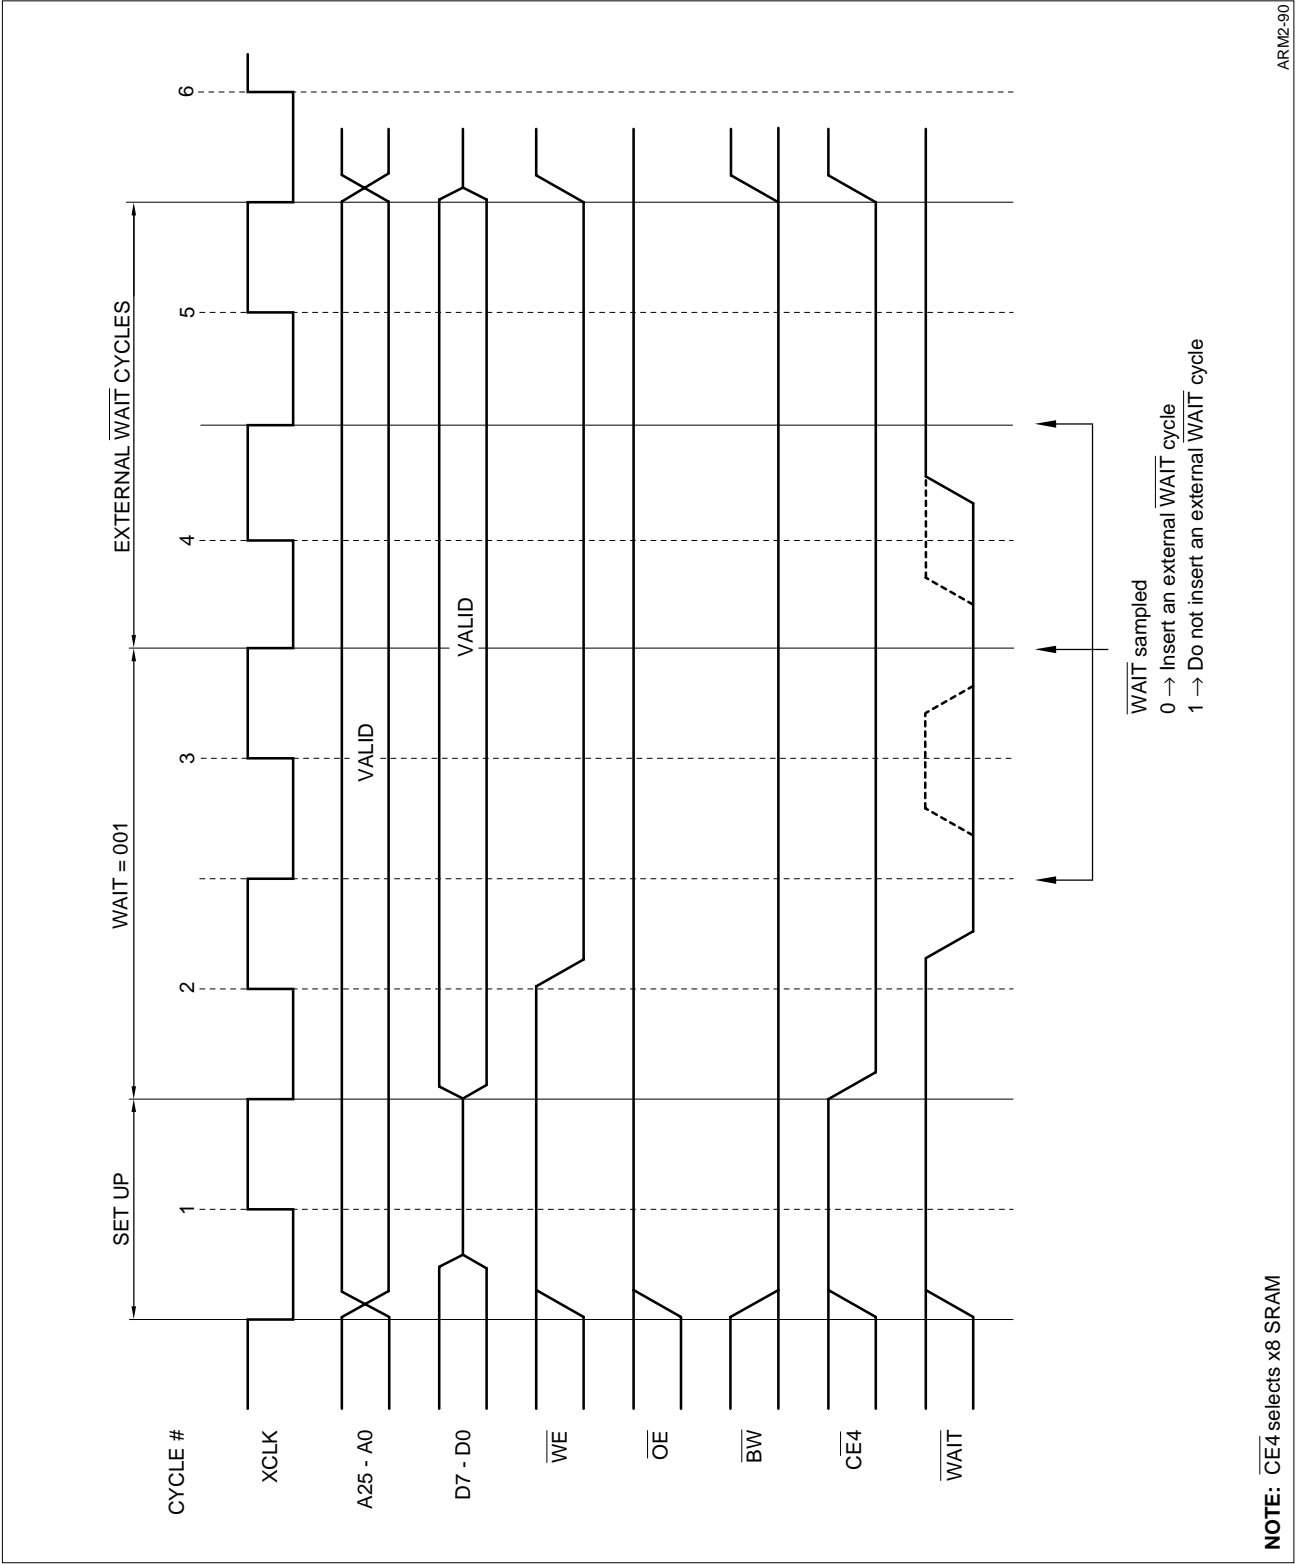 SET UP
WAIT = 001
EXTERNAL WAIT CYCLES
CYCLE #
1
2
3
4
5
6
XCLK
A25 - A0
VALID
D7 - D0
VALID
WE
OE
BW
CE4
WAIT
WAIT sampled
0 → Insert an external WAIT cycle
1 → Do not insert an external WAIT cycle
NOTE: CE4 selects x8 SRAM
ARM2-90